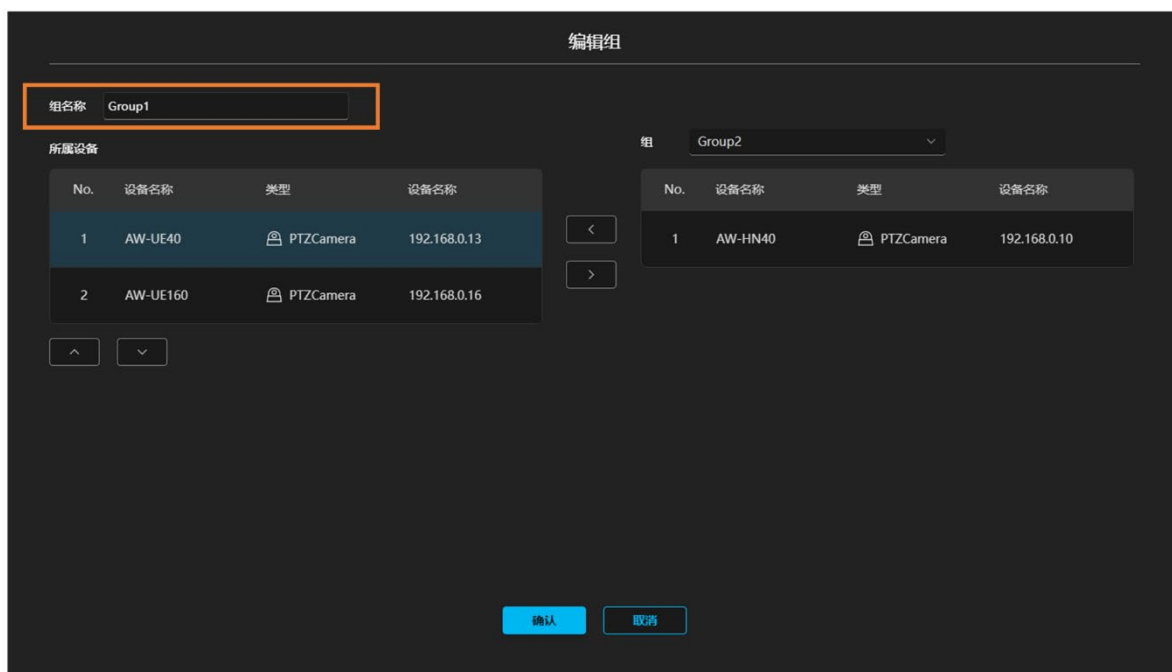 编辑组
组名称 Group1
所属设备
No. 设备名称 类型 设备名称
1 AW-UE40 PTZCamera 192.168.0.13
2 AW-UE160 PTZCamera 192.168.0.16
组 Group2
No. 设备名称 类型 设备名称
1 AW-HN40 PTZCamera 192.168.0.10
确认 取消